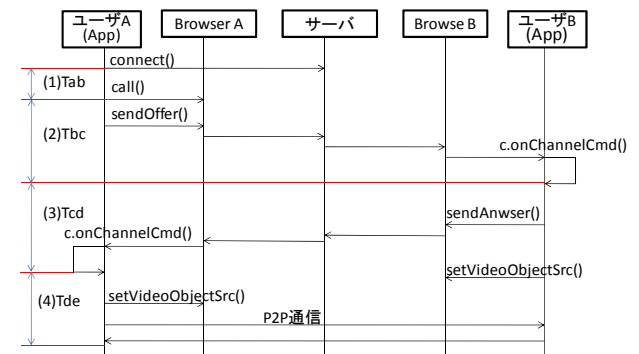 ユーザA
(App)
Browser A
サーバ
Browse B
ユーザB
(App)
connect()
(1)Tab
call()
sendOffer()
(2)Tbc
c.onChannelCmd()
(3)Tcd
sendAnwser()
c.onChannelCmd()
setVideoObjectSrc()
(4)Tde
setVideoObjectSrc()
P2P通信